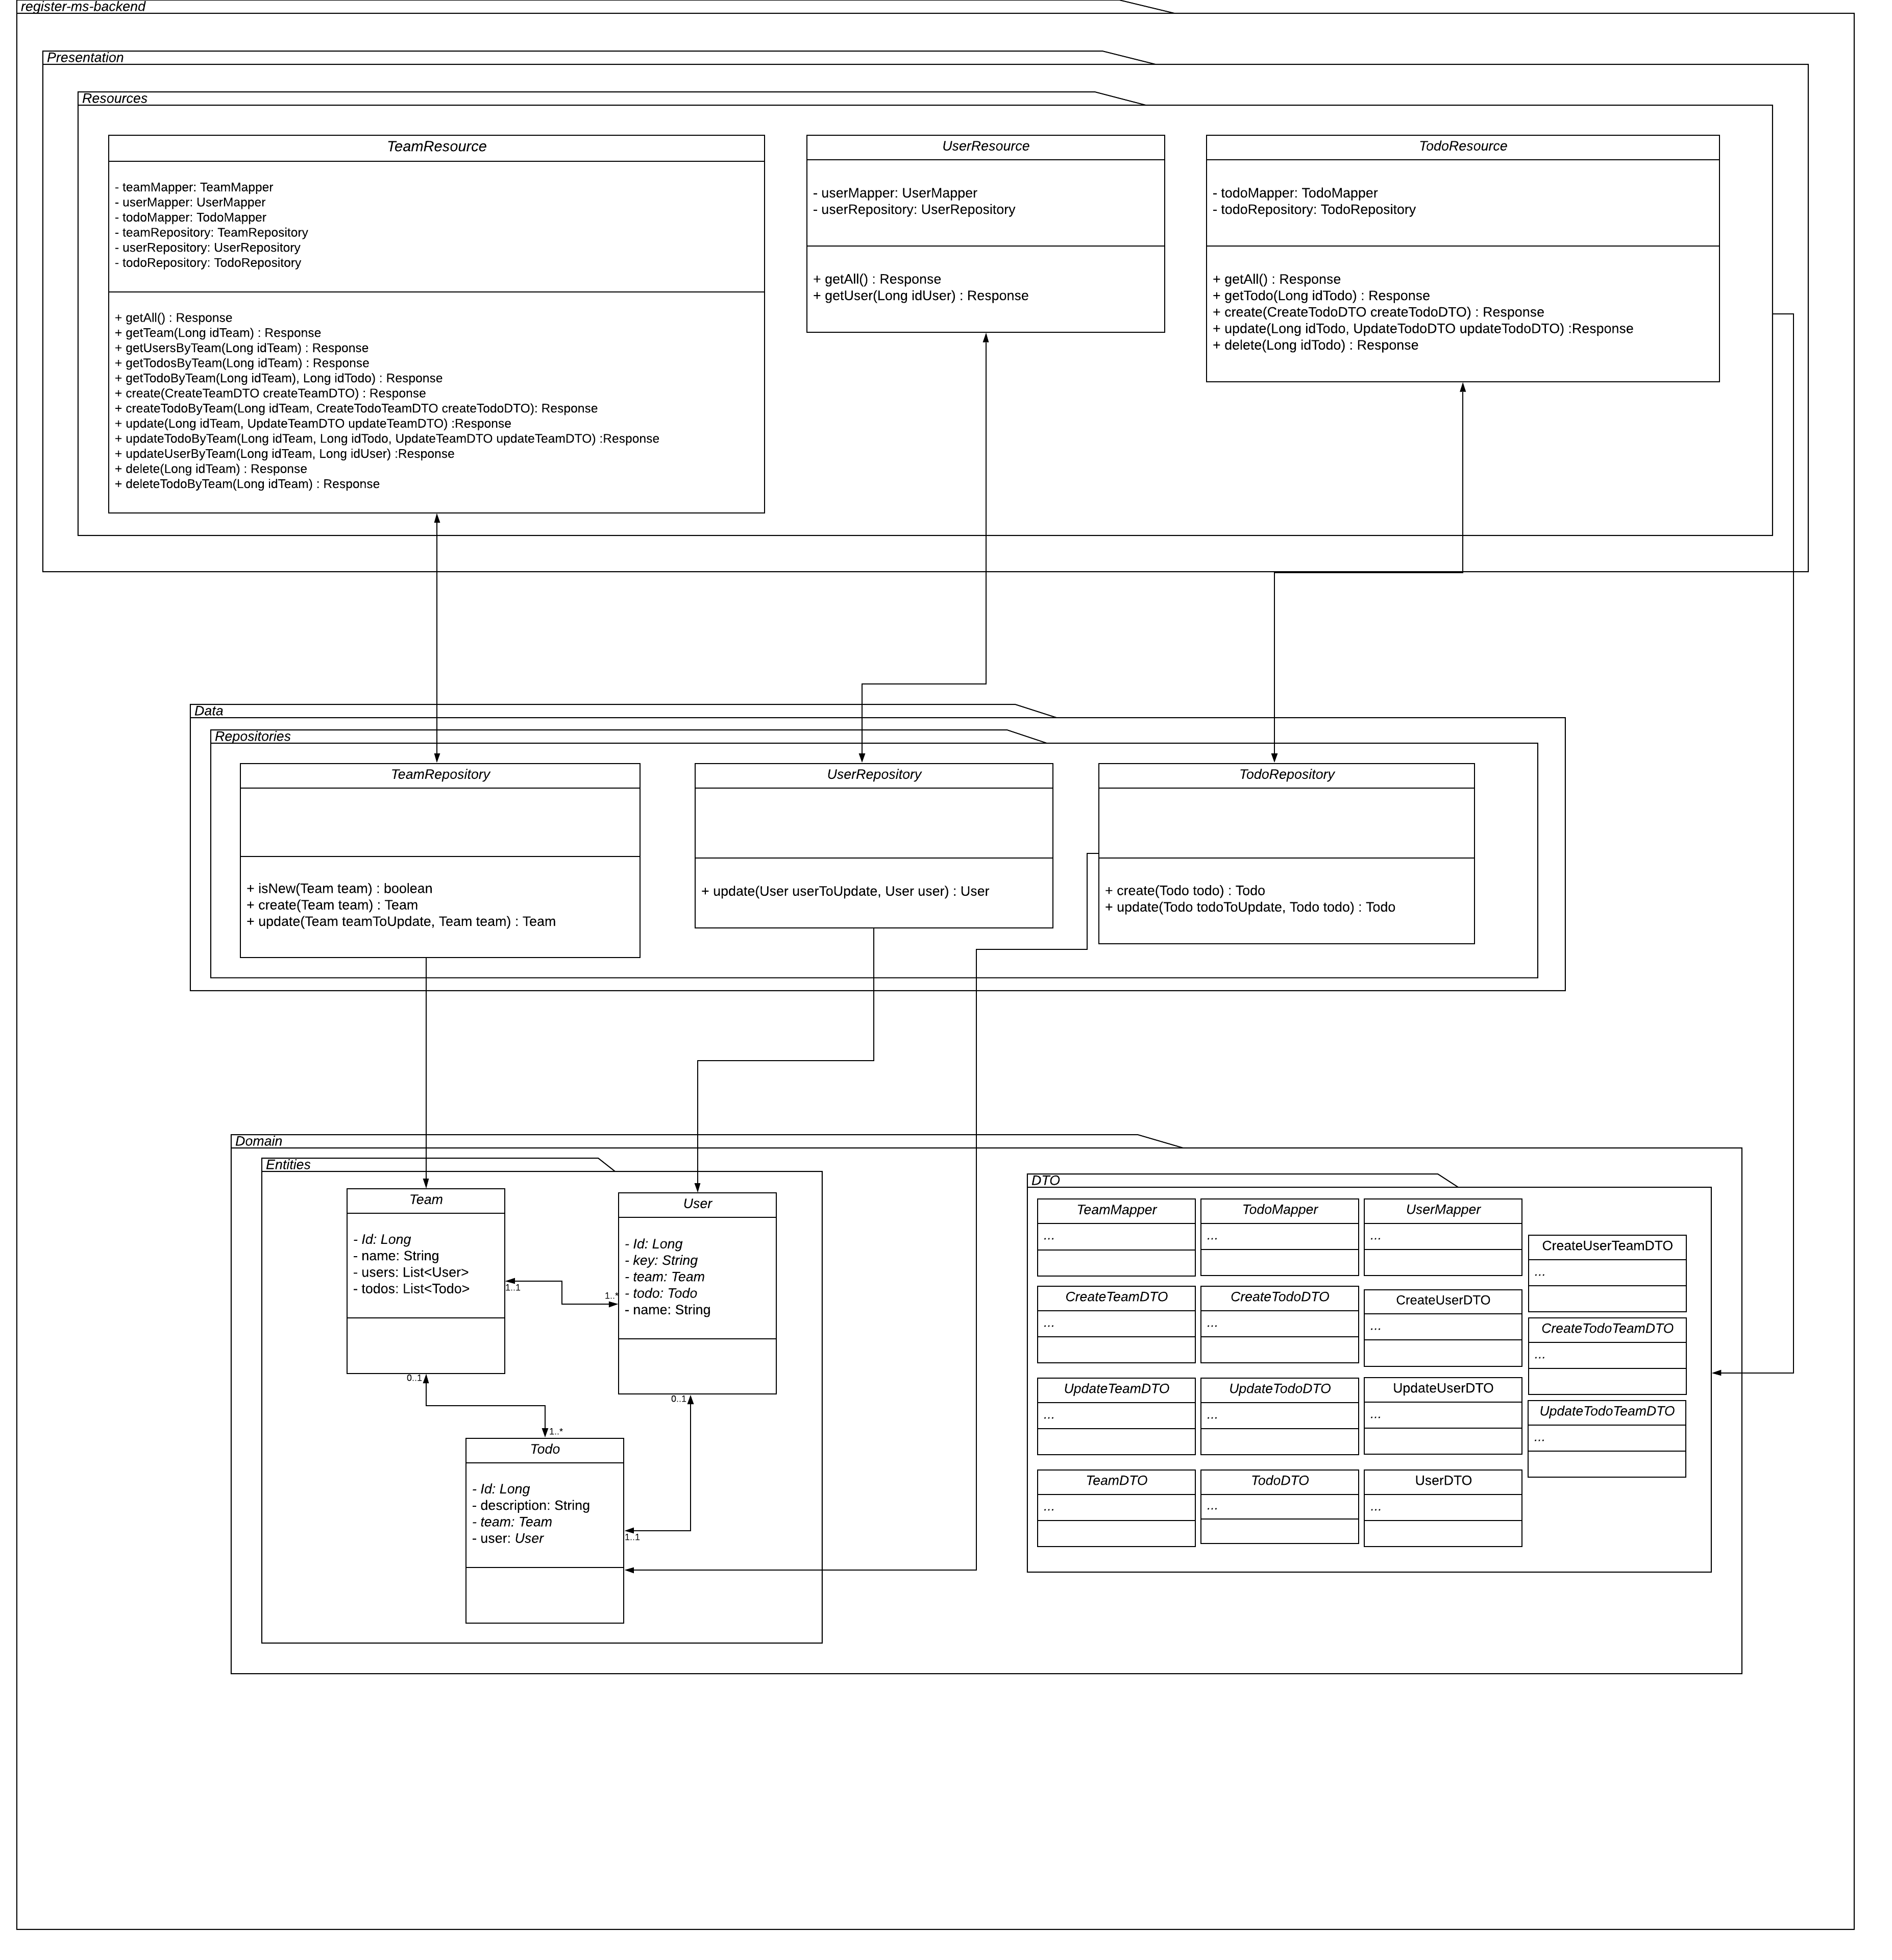 register-ms-backend
Presentation
Resources
TeamResource
- teamMapper: TeamMapper
- userMapper: UserMapper
- todoMapper: TodoMapper
- teamRepository: TeamRepository
- userRepository: UserRepository
- todoRepository: TodoRepository
+ getAll() : Response
+ getTeam(Long idTeam) : Response
+ getUsersByTeam(Long idTeam) : Response
+ getTodosByTeam(Long idTeam) : Response
+ getTodoByTeam(Long idTeam), Long idTodo) : Response
+ create(CreateTeamDTO createTeamDTO) : Response
+ createTodoByTeam(Long idTeam, CreateTodoTeamDTO createTodoDTO): Response
+ update(Long idTeam, UpdateTeamDTO updateTeamDTO) :Response
+ updateTodoByTeam(Long idTeam, Long idTodo, UpdateTeamDTO updateTeamDTO) :Response
+ updateUserByTeam(Long idTeam, Long idUser) :Response
+ delete(Long idTeam) : Response
+ deleteTodoByTeam(Long idTeam) : Response
UserResource
- userMapper: UserMapper
- userRepository: UserRepository
+ getAll() : Response
+ getUser(Long idUser) : Response
TodoResource
- todoMapper: TodoMapper
- todoRepository: TodoRepository
+ getAll() : Response
+ getTodo(Long idTodo) : Response
+ create(CreateTodoDTO createTodoDTO) : Response
+ update(Long idTodo, UpdateTodoDTO updateTodoDTO) :Response
+ delete(Long idTodo) : Response
Data
Repositories
TeamRepository
+ isNew(Team team) : boolean
+ create(Team team) : Team
+ update(Team teamToUpdate, Team team) : Team
UserRepository
+ update(User userToUpdate, User user) : User
TodoRepository
+ create(Todo todo) : Todo
+ update(Todo todoToUpdate, Todo todo) : Todo
Domain
Entities
Team
- Id: Long
- name: String
- users: List<User>
- todos: List<Todo>
1..1
1..*
User
- Id: Long
- key: String
- team: Team
- todo: Todo
- name: String
0..1
0..1
1..*
Todo
- Id: Long
- description: String
- team: Team
- user: User
1..1
DTO
TeamMapper
...
TodoMapper
...
UserMapper
...
CreateUserTeamDTO
...
CreateTeamDTO
...
CreateTodoDTO
...
CreateUserDTO
...
CreateTodoTeamDTO
...
UpdateTeamDTO
...
UpdateTodoDTO
...
UpdateUserDTO
...
UpdateTodoTeamDTO
...
TeamDTO
...
TodoDTO
...
UserDTO
...